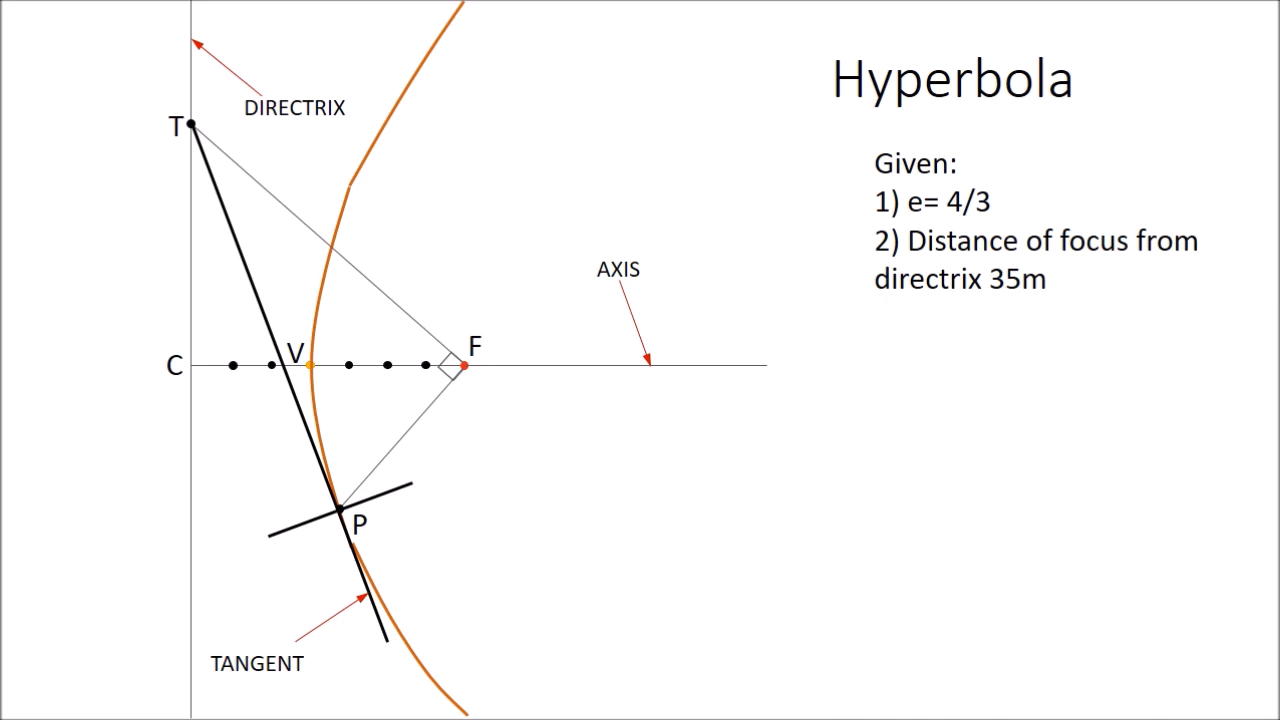 Hyperbola
DIRECTRIX
T
Given:
1) e= 4/3
2) Distance of focus from
directrix 35m
AXIS
C
V
F
P
TANGENT